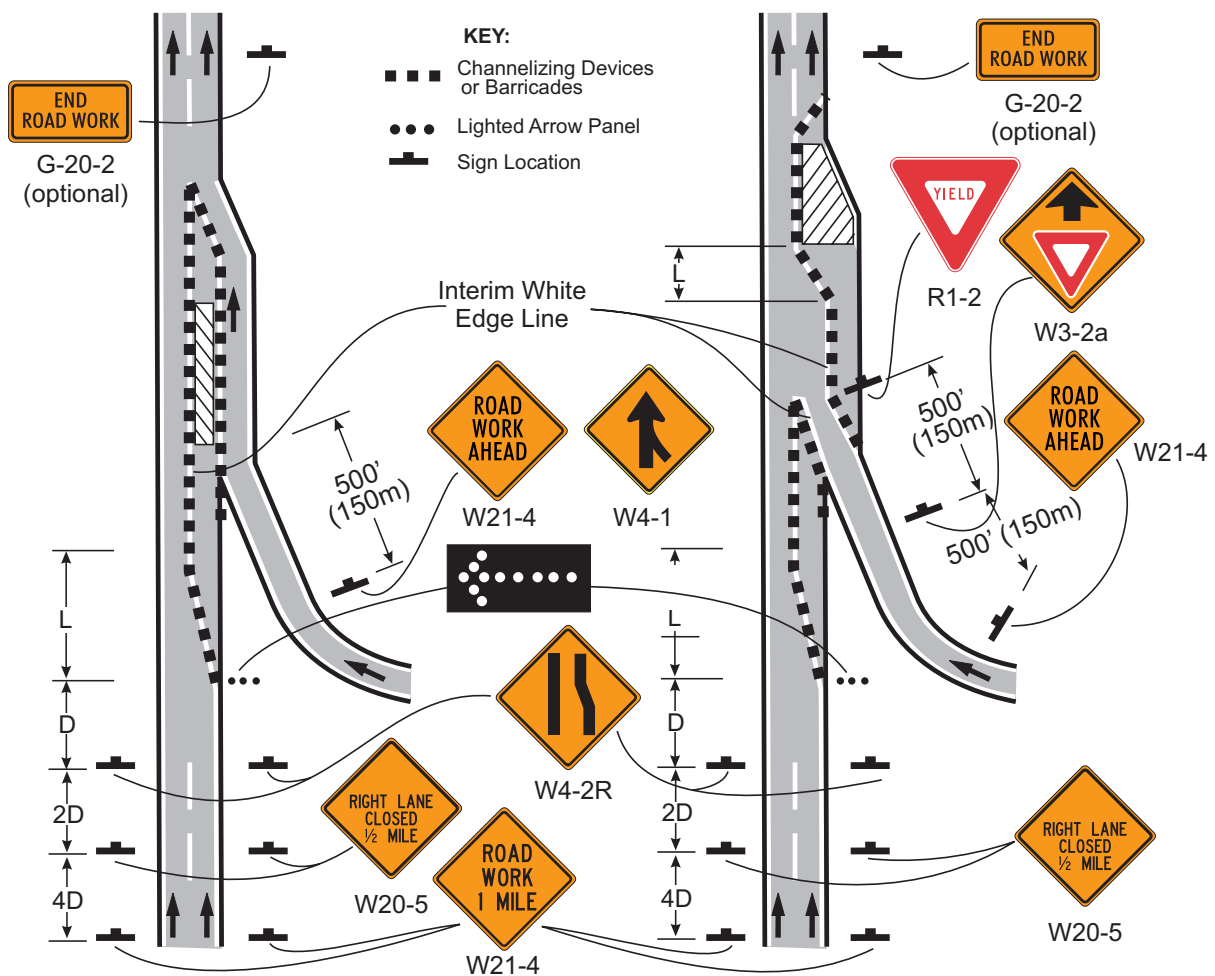 KEY:
Channelizing Devices
or Barricades
Lighted Arrow Panel
Sign Location
END
ROAD WORK
G-20-2
(optional)
END
ROAD WORK
G-20-2
(optional)
YIELD
R1-2
W3-2a
Interim White
Edge Line
L
ROAD
WORK
AHEAD
W21-4
W4-1
500'
(150m)
500'
(150m)
ROAD
WORK
AHEAD
W21-4
500' (150m)
L
D
2D
4D
L
D
2D
4D
W4-2R
RIGHT LANE
CLOSED
½ MILE
W20-5
ROAD
WORK
1 MILE
W21-4
RIGHT LANE
CLOSED
½ MILE
W20-5